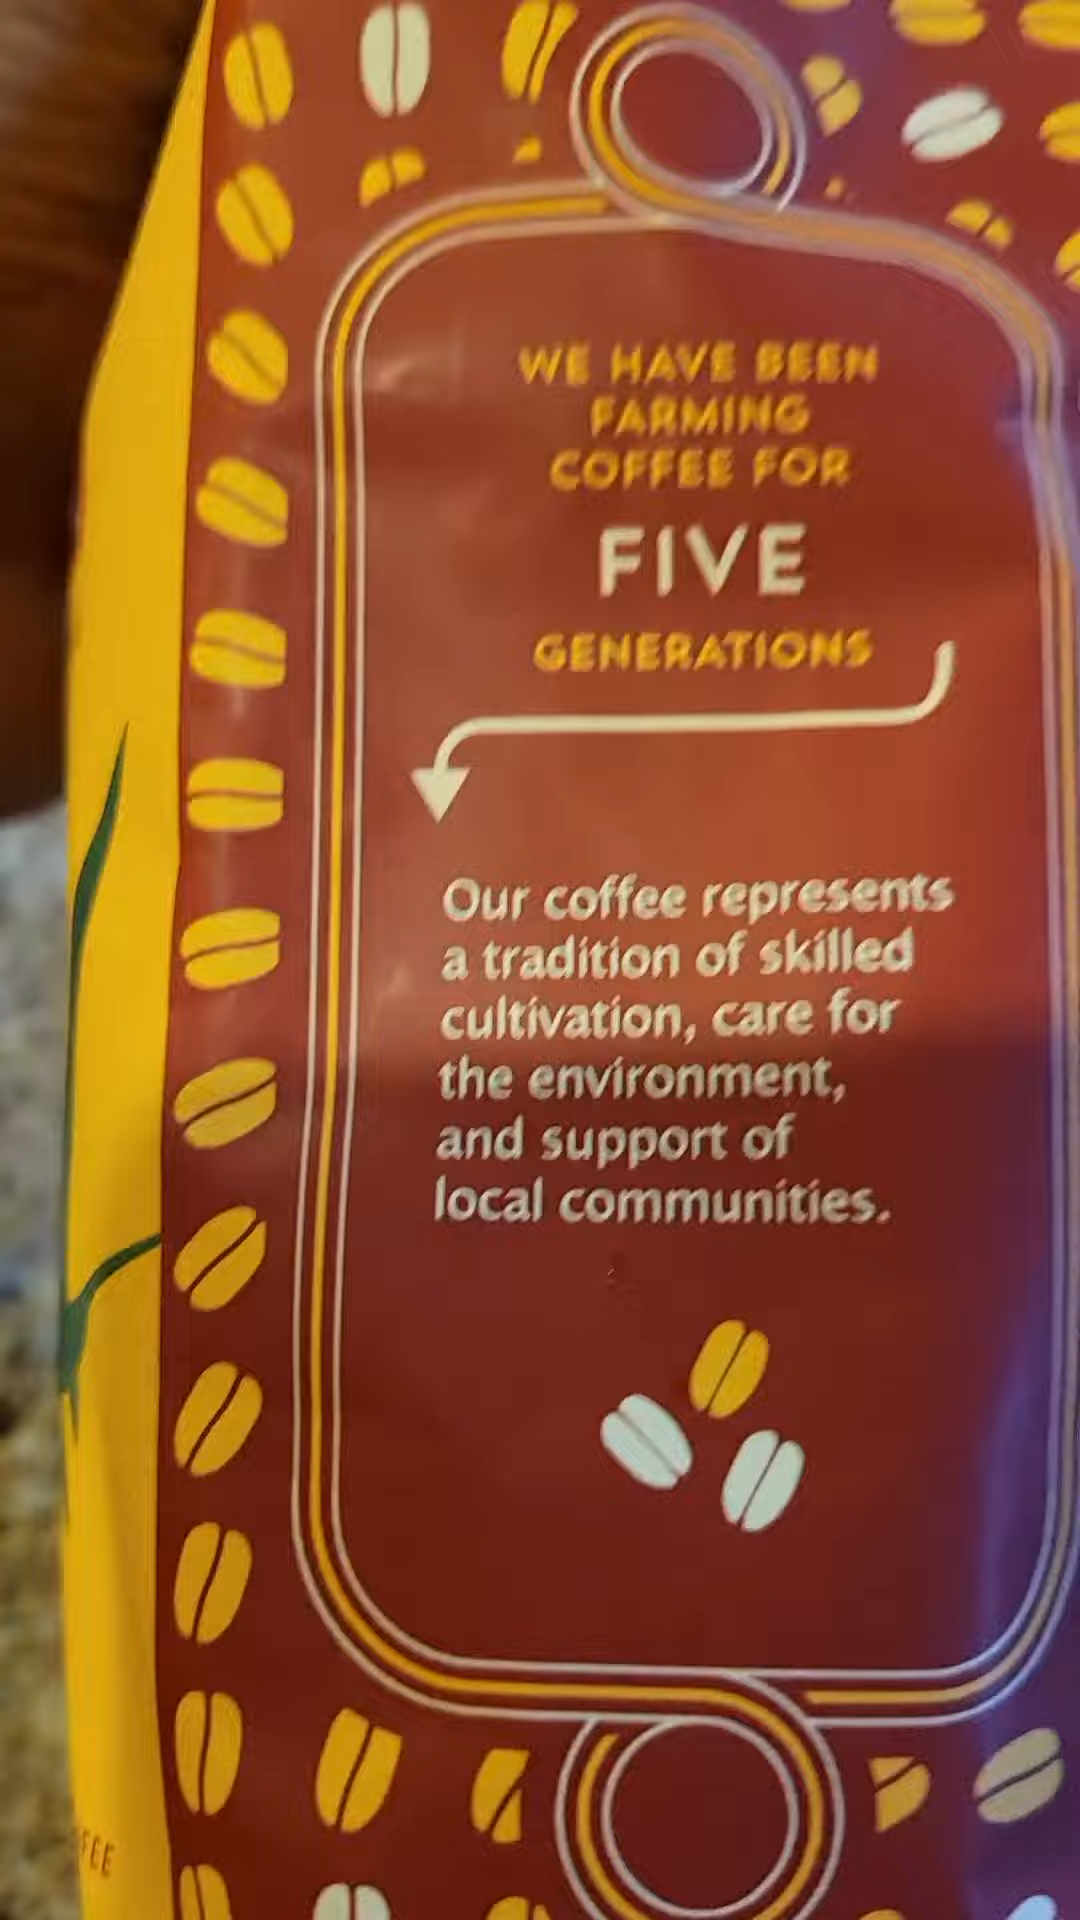 WE HAVE BEEN
FARMING
COFFEE FOR
FIVE
GENERATIONS
Our coffee represents
a tradition of skilled
cultivation, care for
the environment,
and support of
local communities.